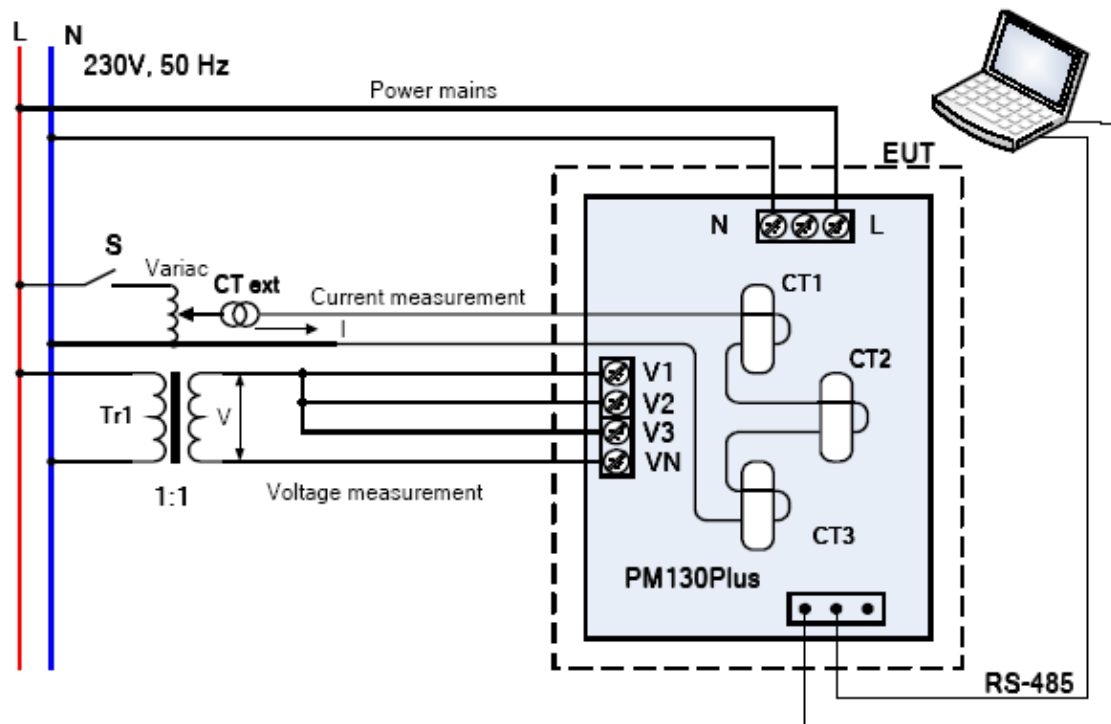 L N
230V, 50 Hz
Power mains
EUT
N L
S
Variac
CT ext
Current measurement
I
CT1
CT2
V1
V2
V3
VN
Tr1
V
1:1
Voltage measurement
CT3
PM130Plus
RS-485